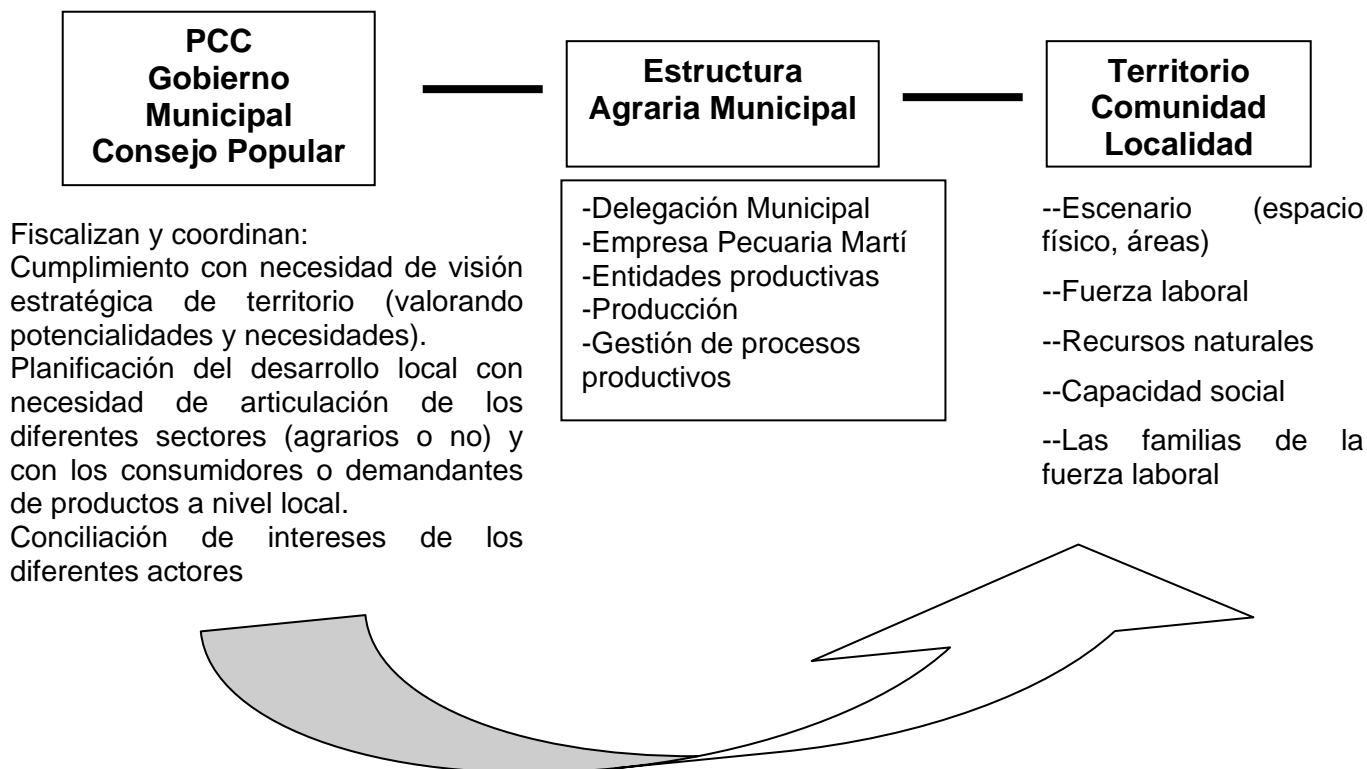 PCC
Gobierno
Municipal
Consejo Popular
Estructura
Agraria Municipal
Territorio
Comunidad
Localidad
Fiscalizan y coordinan:
Cumplimiento con necesidad de visión
estratégica de territorio (valorando
potencialidades y necesidades).
Planificación del desarrollo local con
necesidad de articulación de los
diferentes sectores (agrarios o no) y
con los consumidores o demandantes
de productos a nivel local.
Conciliación de intereses de los
diferentes actores
-Delegación Municipal
-Empresa Pecuaria Martí
-Entidades productivas
-Producción
-Gestión de procesos
productivos
--Escenario (espacio
físico, áreas)
--Fuerza laboral
--Recursos naturales
--Capacidad social
--Las familias de la
fuerza laboral